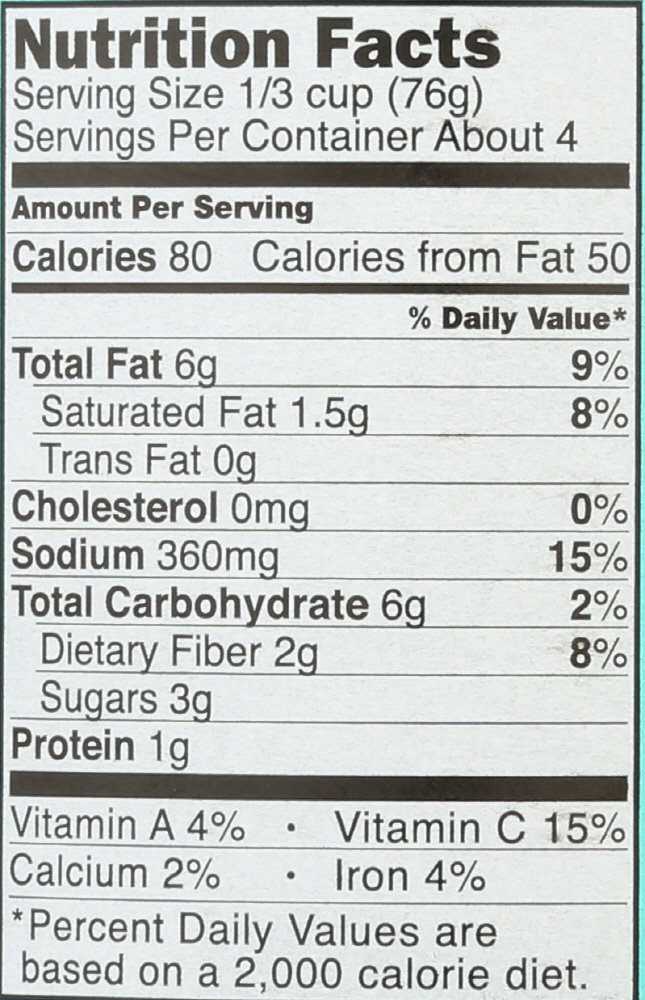 Nutrition Facts
Serving Size 1/3 cup (76g)
Servings Per Container About 4
Amount Per Serving
Calories 80 Calories from Fat 50
% Daily Value*
Total Fat 6g 9%
Saturated Fat 1.5g 8%
Trans Fat 0g
Cholesterol 0mg 0%
Sodium 360mg 15%
Total Carbohydrate 6g 2%
Dietary Fiber 2g 8%
Sugars 3g
Protein 1g
Vitamin A 4% • Vitamin C 15%
Calcium 2% • Iron 4%
*Percent Daily Values are
based on a 2,000 calorie diet.